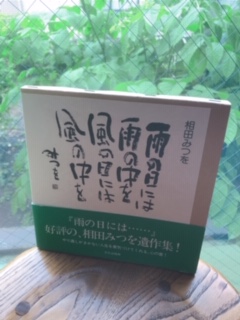 相田みつを
雨の日には
雨の中を
風の日には
風の中を
みつを
『雨の日には……』
好評の、相田みつを遺作集!